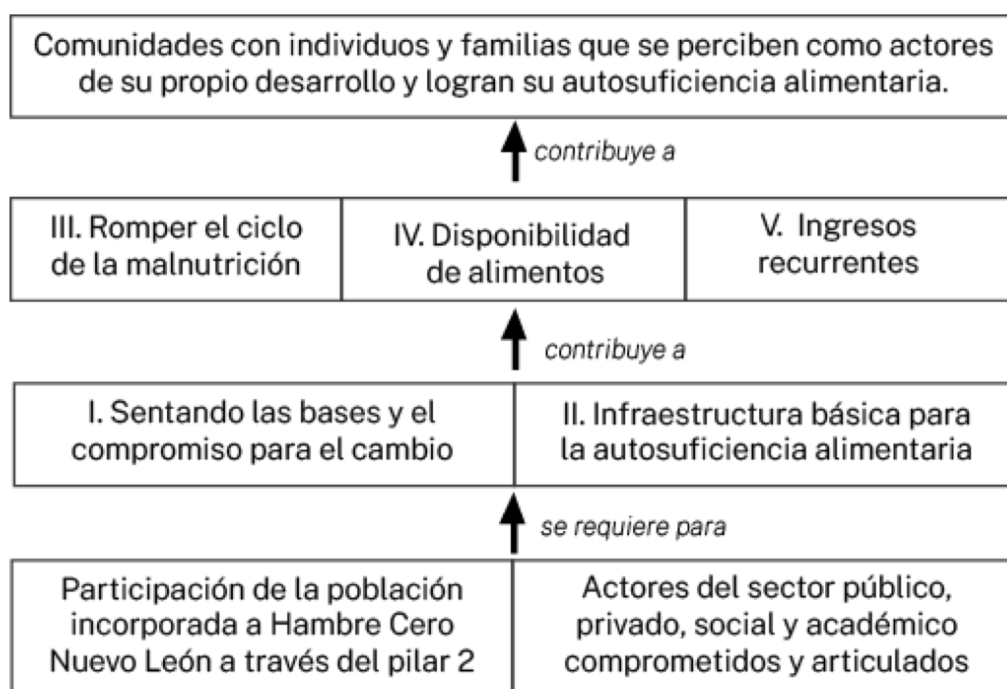 Comunidades con individuos y familias que se perciben como actores
de su propio desarrollo y logran su autosuficiencia alimentaria.
contribuye a
III. Romper el ciclo
de la malnutrición
IV. Disponibilidad
de alimentos
V. Ingresos
recurrentes
contribuye a
I. Sentando las bases y el
compromiso para el cambio
II. Infraestructura básica para
la autosuficiencia alimentaria
se requiere para
Participación de la población
incorporada a Hambre Cero
Nuevo León a través del pilar 2
Actores del sector público,
privado, social y académico
comprometidos y articulados